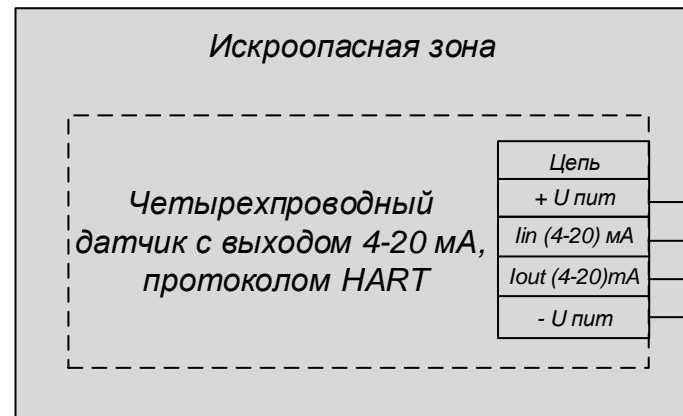 Искроопасная зона
Четырехпроводный
датчик с выходом 4-20 мА,
протоколом HART
Цепь
+ U пит
Iin (4-20) мА
Iout (4-20)mA
- U пит